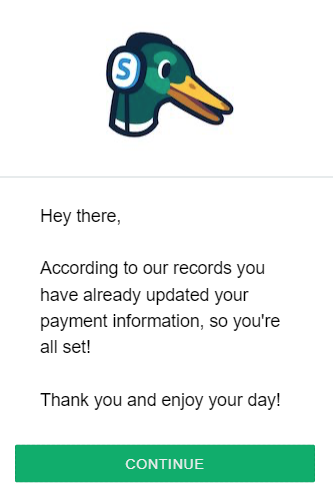 S
Hey there,
According to our records you
have already updated your
payment information, so you're
all set!
Thank you and enjoy your day!
CONTINUE